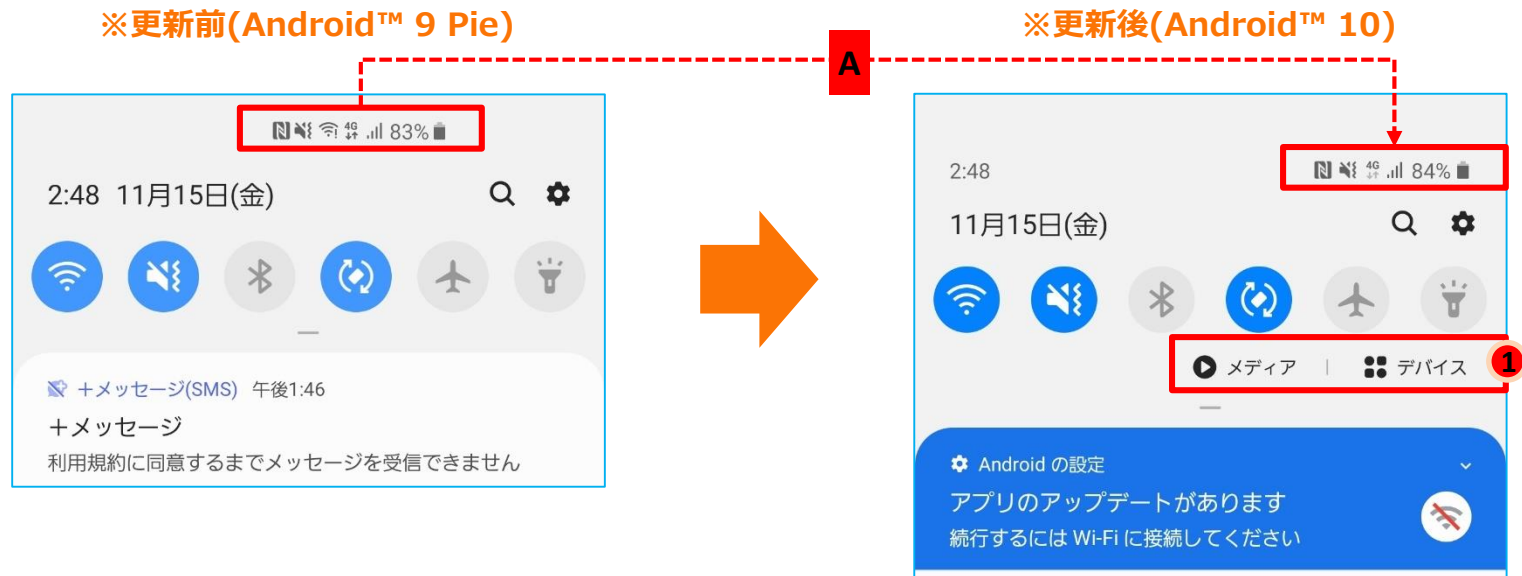 ※更新前(Android™ 9 Pie)
※更新後(Android™ 10)
A
4G 83%
2:48 11月15日(金)
+メッセージ(SMS) 午後1:46
+メッセージ
利用規約に同意するまでメッセージを受信できません
2:48 4G 84%
11月15日(金)
メディア | デバイス 1
Android の設定
アプリのアップデートがあります
続行するには Wi-Fi に接続してください